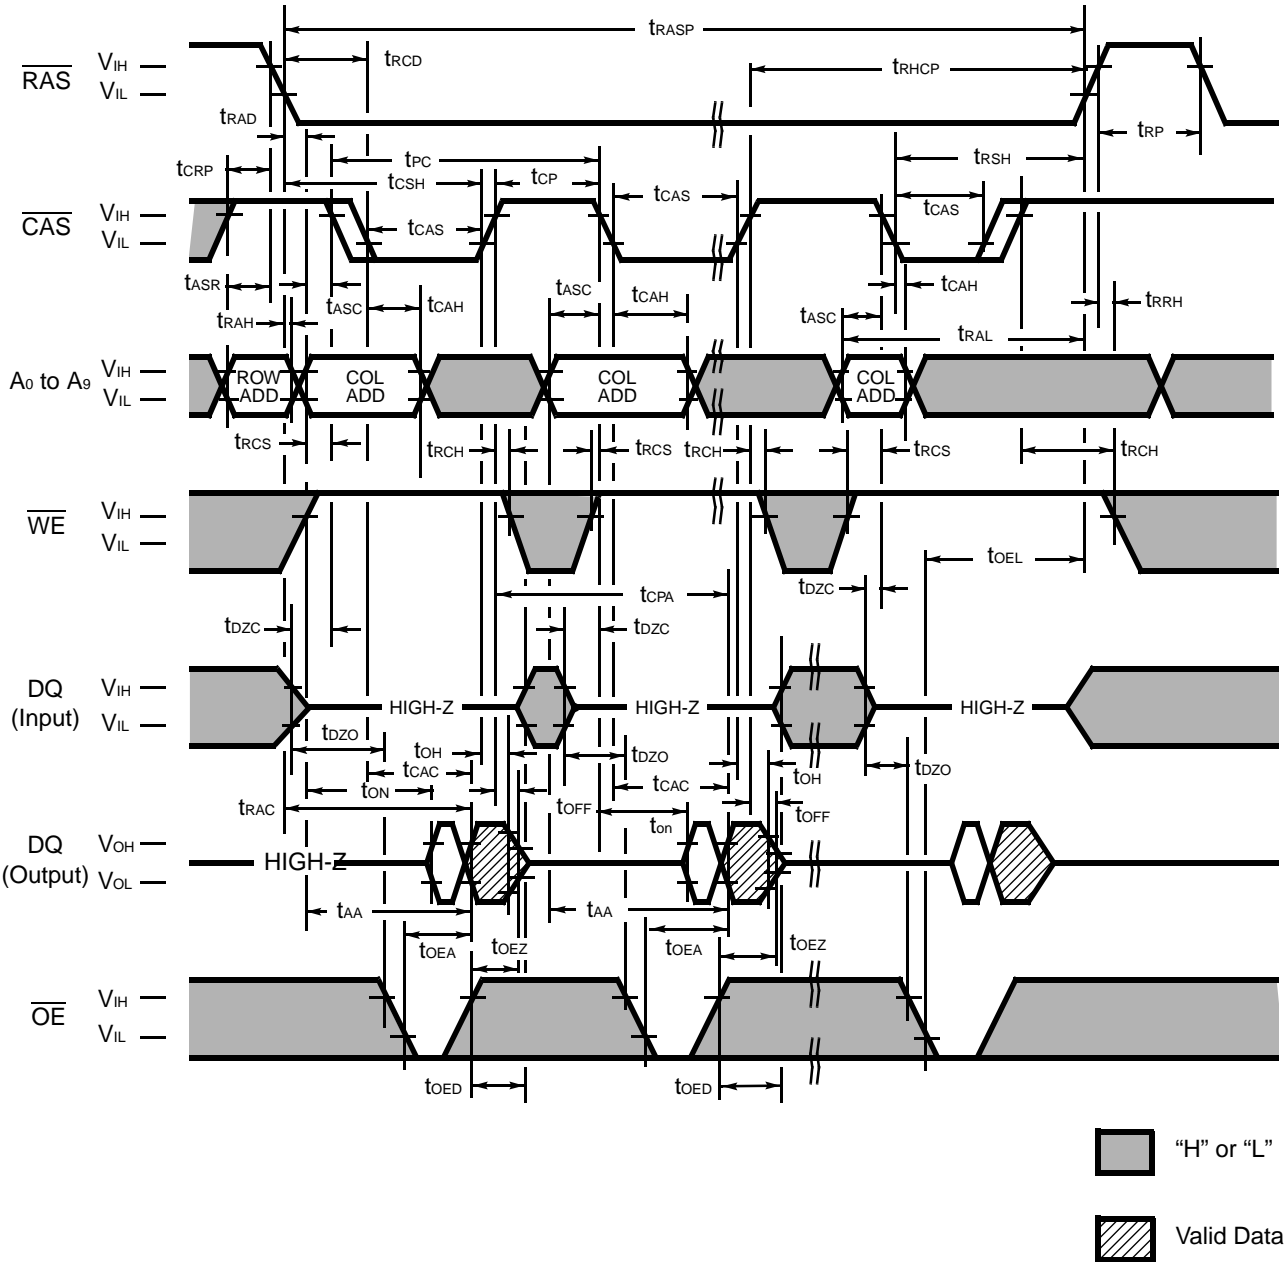 tRASP
RAS VIH tRCD tRHCP
VIL
tRAD tRP
tCRP tPC tRSH
tCSH tCP
tCAS tCAS
CAS VIH tCAS
VIL
tASR tASC tCAH tASC tCAH tCAH tRRH
tRAH tASC tRAL
A0 to A9 VIH ROW ADD COL ADD COL ADD COL ADD
VIL
tRCS tRCH tRCS tRCH tRCS tRCH
WE VIH
VIL
tOEL
tCPA tDZC
tDZC tDZC
DQ (Input) VIH HIGH-Z HIGH-Z HIGH-Z
VIL
tDZO tOH tDZO tOH tDZO
tCAC tCAC
tON
tRAC tOFF ton tOFF
DQ (Output) VOH HIGH-Z
VOL
tAA tAA
tOEA tOEZ tOEA tOEZ
OE VIH
VIL
tOED tOED
“H” or “L”
Valid Data